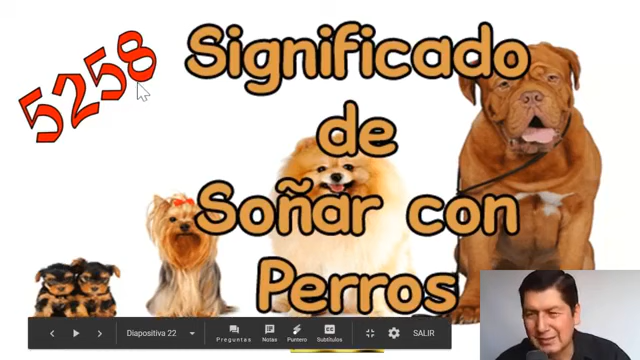 5258
Significado
de
Soñar con
Perros
Diapositiva 22
Preguntas
Notas
Puntero
Subtítulos
SALIR